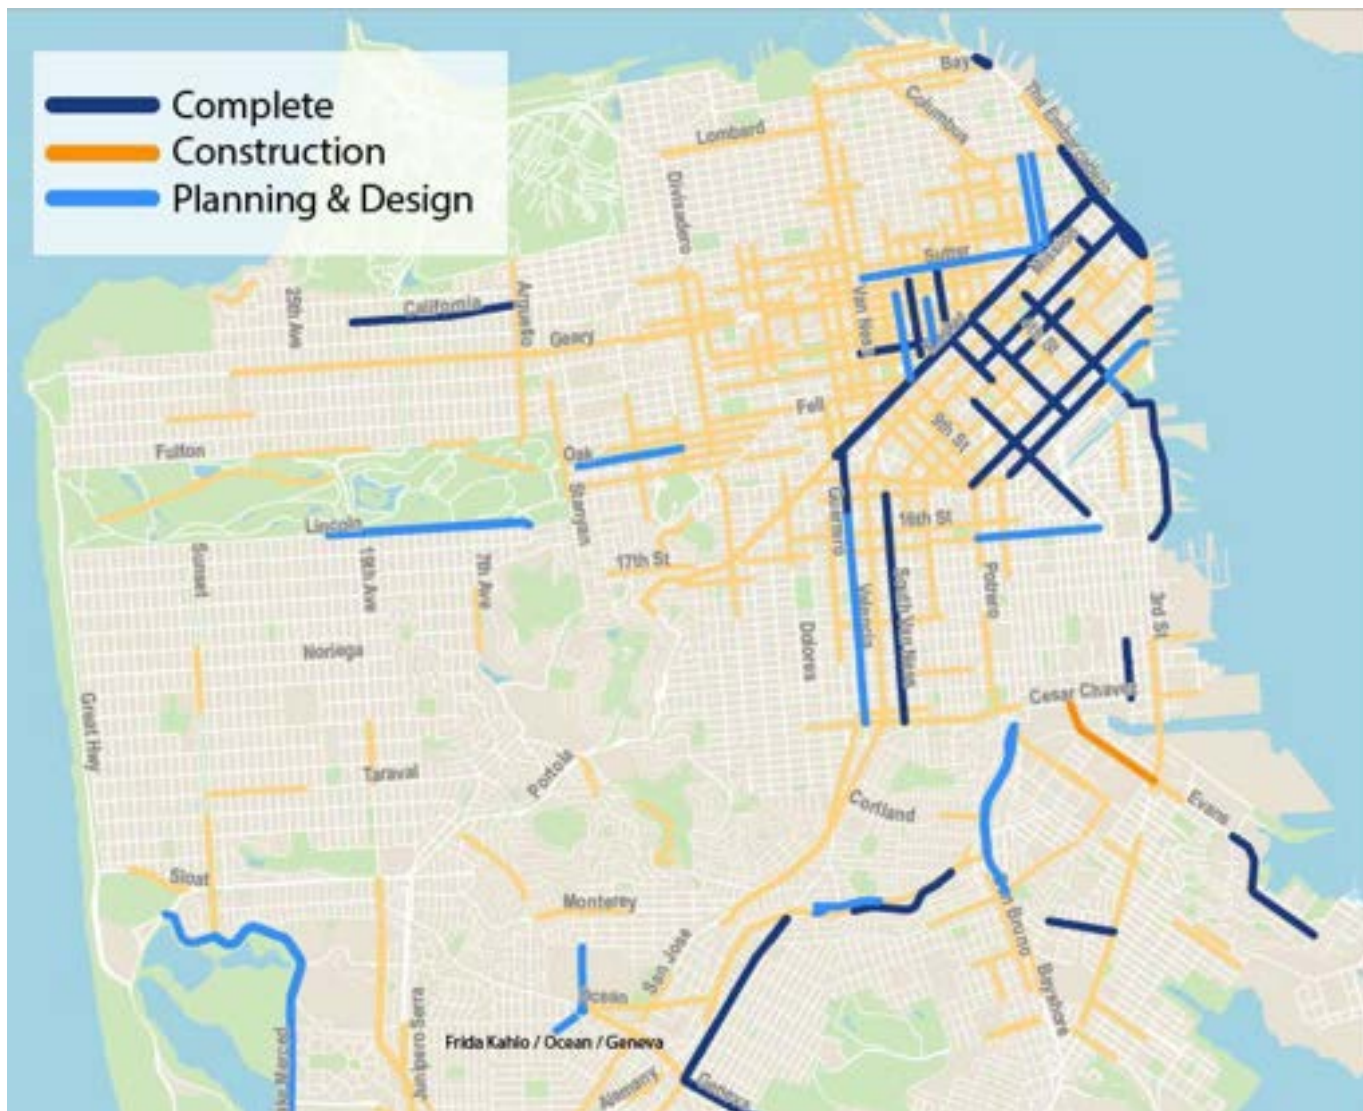 Complete
Construction
Planning & Design
Bay
Columbus
The Embarcadero
Lombard
Divisadero
Sutter
Mission
25th Ave
California
Arguello
Van Ness
Geary
Fell
9th St
Fulton
Oak
Stanyan
Guerrero
16th St
Lincoln
Sunset
19th Ave
7th Ave
17th St
Potrero
Valencia
South Van Ness
3rd St
Dolores
Noriega
Cesar Chavez
Great Hwy
Taraval
Portola
Cortland
Evans
Sloat
Monterey
San Jose
San Bruno
Bayshore
Ocean
Junipero Serra
Lake Merced
Frida Kahlo / Ocean / Geneva
Alemany
Geneva